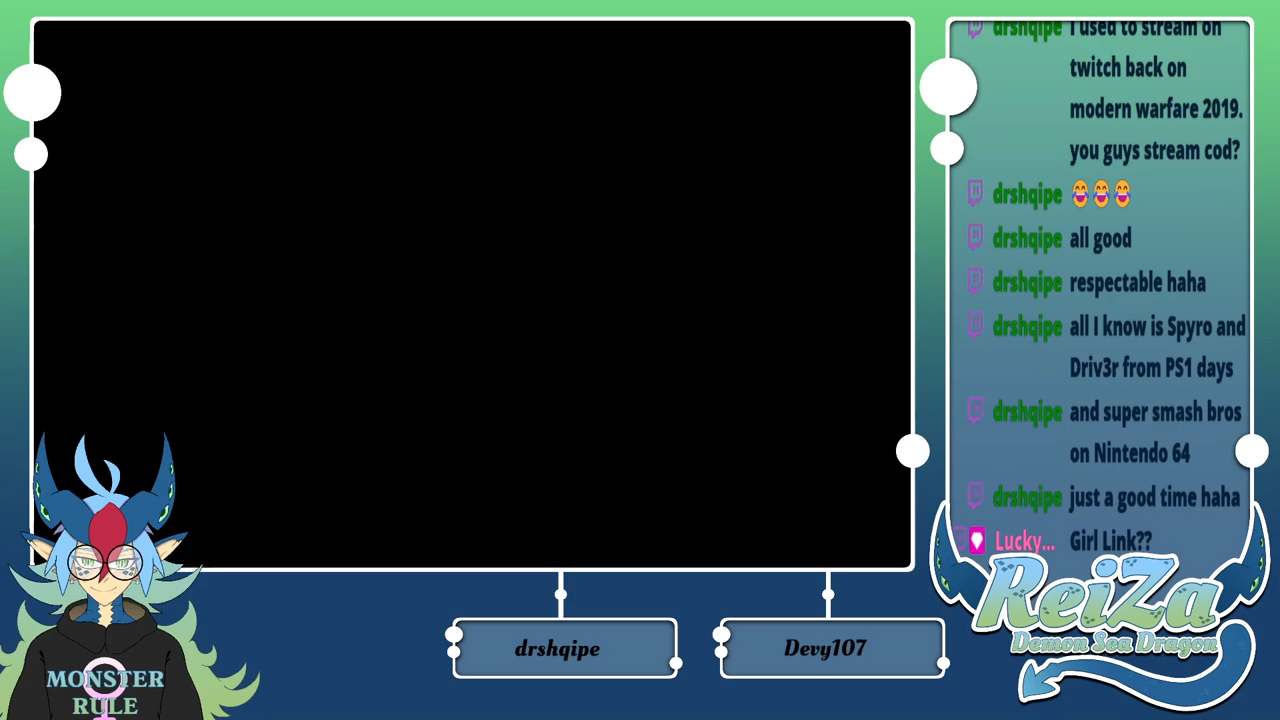 drshqipe I used to stream on
twitch back on
modern warfare 2019.
you guys stream cod?
drshqipe 😂😂😂
drshqipe all good
drshqipe respectable haha
drshqipe all I know is Spyro and
Driv3r from PS1 days
drshqipe and super smash bros
on Nintendo 64
drshqipe just a good time haha
Lucky... Girl Link??
ReiZa
Demon Sea Dragon
drshqipe
Devy107
MONSTER
RULE